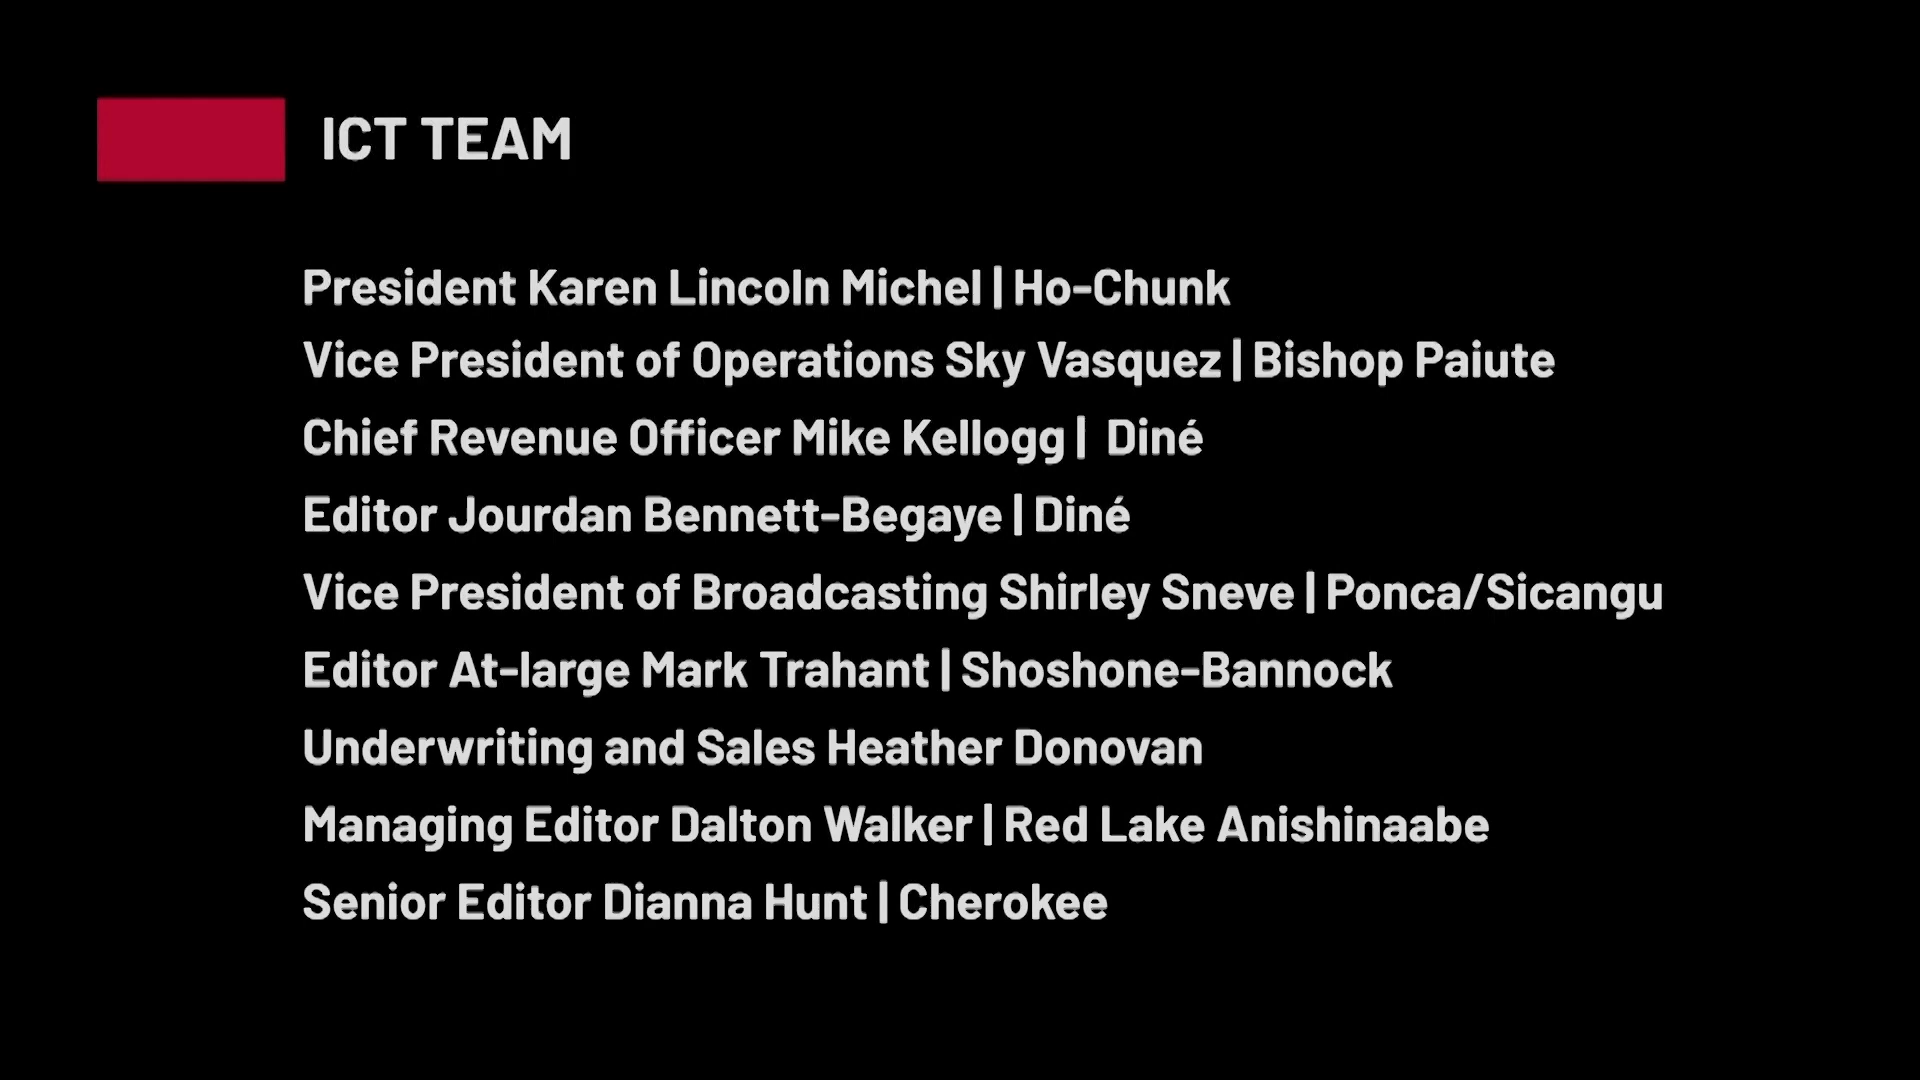 ICT TEAM
President Karen Lincoln Michel | Ho-Chunk
Vice President of Operations Sky Vasquez | Bishop Paiute
Chief Revenue Officer Mike Kellogg |  Diné
Editor Jourdan Bennett-Begaye | Diné
Vice President of Broadcasting Shirley Sneve | Ponca/Sicangu
Editor At-large Mark Trahant | Shoshone-Bannock
Underwriting and Sales Heather Donovan
Managing Editor Dalton Walker | Red Lake Anishinaabe
Senior Editor Dianna Hunt | Cherokee